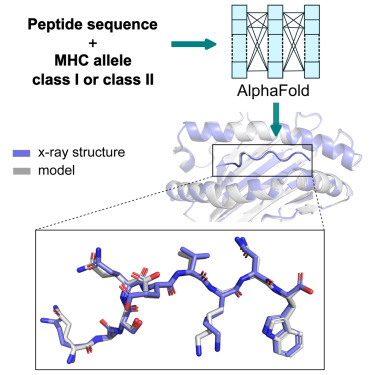 Peptide sequence
+
MHC allele
class I or class II
AlphaFold
x-ray structure
model